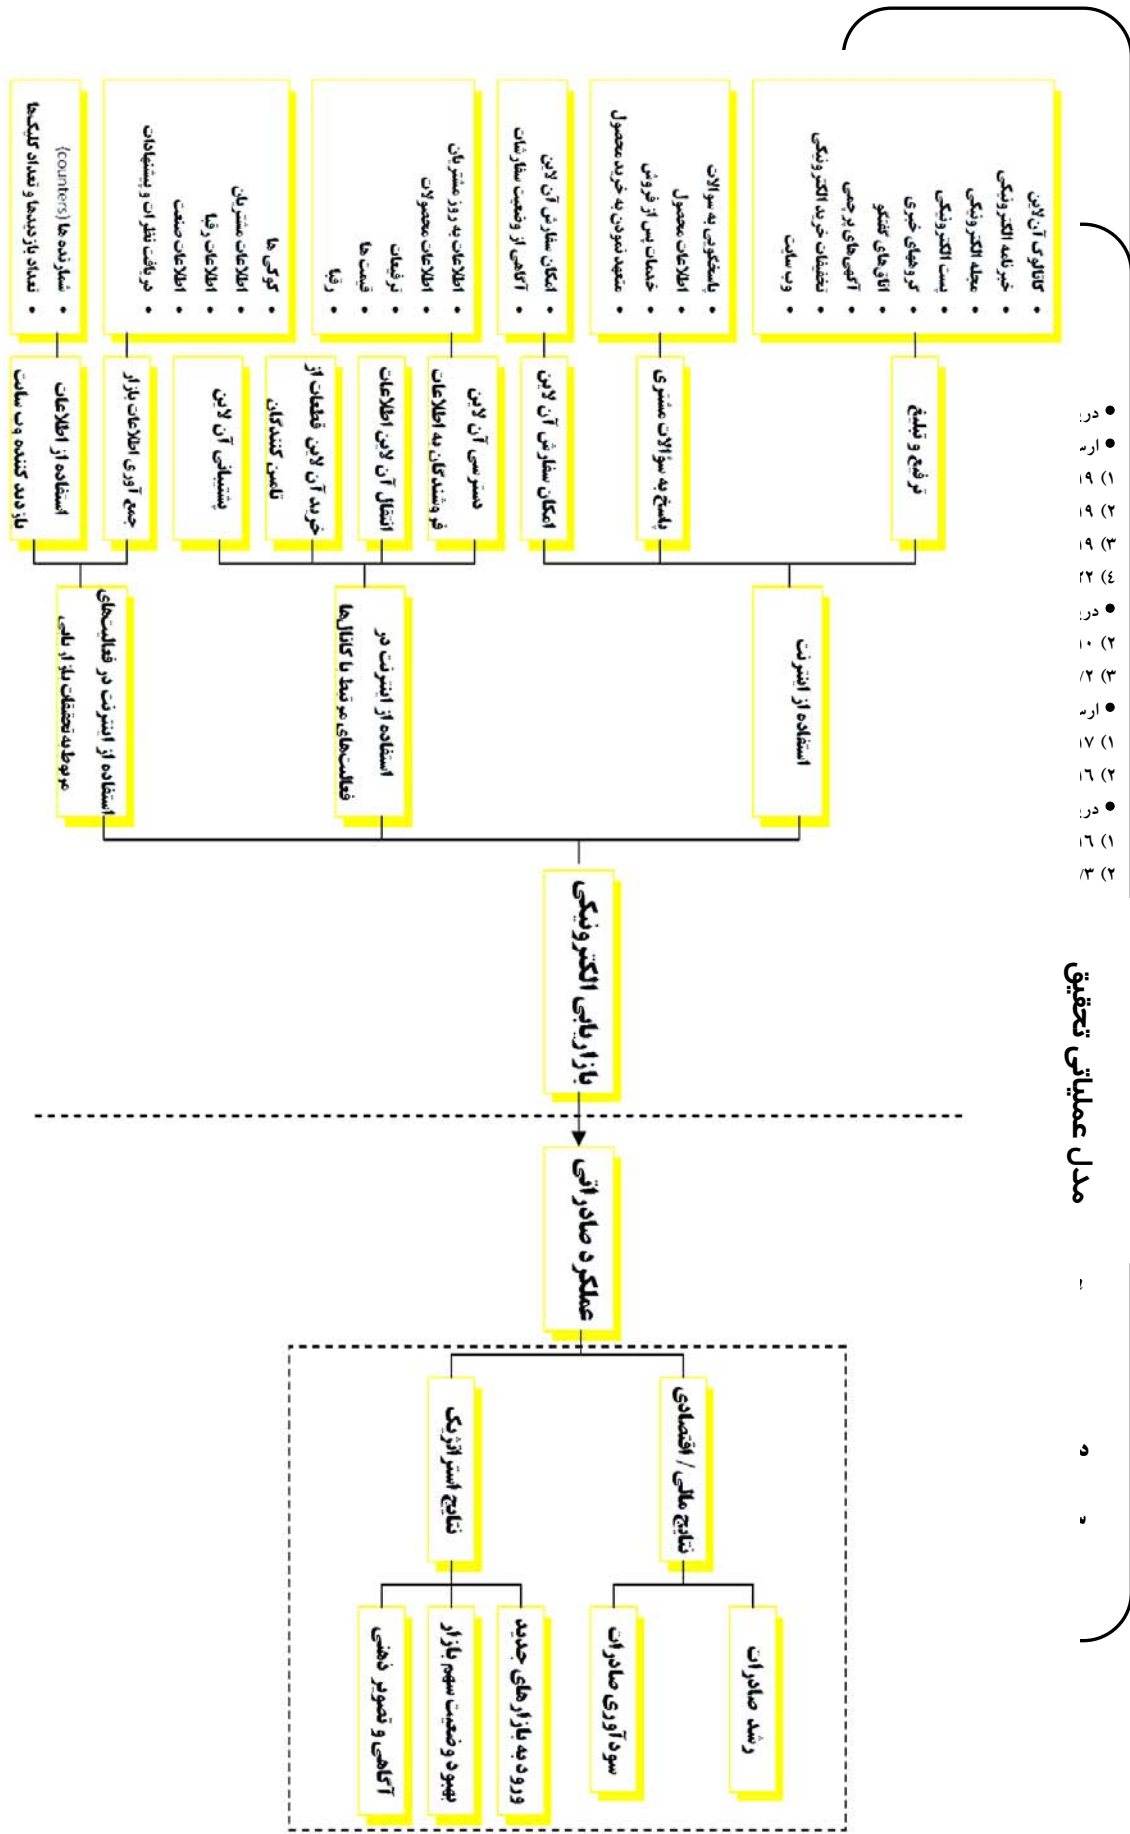 مدل عملیاتی تحقیق
• کاتالوگ آن لاین
• خبرنامه الکترونیکی
• مجله الکترونیکی
• پست الکترونیکی
• گروههای خبری
• اتاق‌های گفتگو
• آگهی‌های پرچمی
• تخفیفات خرید الکترونیکی
• وب سایت
• پاسخگویی به سوالات
• اطلاعات محصول
• خدمات پس از فروش
• متعهد نمودن به خرید محصول
• امکان سفارش آن لاین
• آگاهی از وضعیت سفارشات
• اطلاعات به روز مشتریان
• اطلاعات محصولات
• ترفیعات
• قیمت ها
• رقبا
• کوکی ها
• اطلاعات مشتریان
• اطلاعات رقبا
• اطلاعات صنعت
• دریافت نظرات و پیشنهادات
• شمارنده ها (counters)
• تعداد بازدیدها و تعداد کلیک‌ها
ترفیع و تبلیغ
پاسخ به سؤالات مشتری
امکان سفارش آن لاین
دسترسی آن لاین
فروشندگان به اطلاعات
انتقال آن لاین اطلاعات
خرید آن لاین قطعات از
تامین کنندگان
پشتیبانی آن لاین
جمع آوری اطلاعات بازار
استفاده از اطلاعات
بازدید کننده وب سایت
استفاده از اینترنت
استفاده از اینترنت در
فعالیت‌های مرتبط با کانال‌ها
استفاده از اینترنت در فعالیت‌های
مربوط به تحقیقات بازاریابی
بازاریابی الکترونیکی
عملکرد صادراتی
نتایج مالی / اقتصادی
نتایج استراتژیک
رشد صادرات
سودآوری صادرات
ورود به بازارهای جدید
بهبود وضعیت سهم بازار
آگاهی و تصویر ذهنی